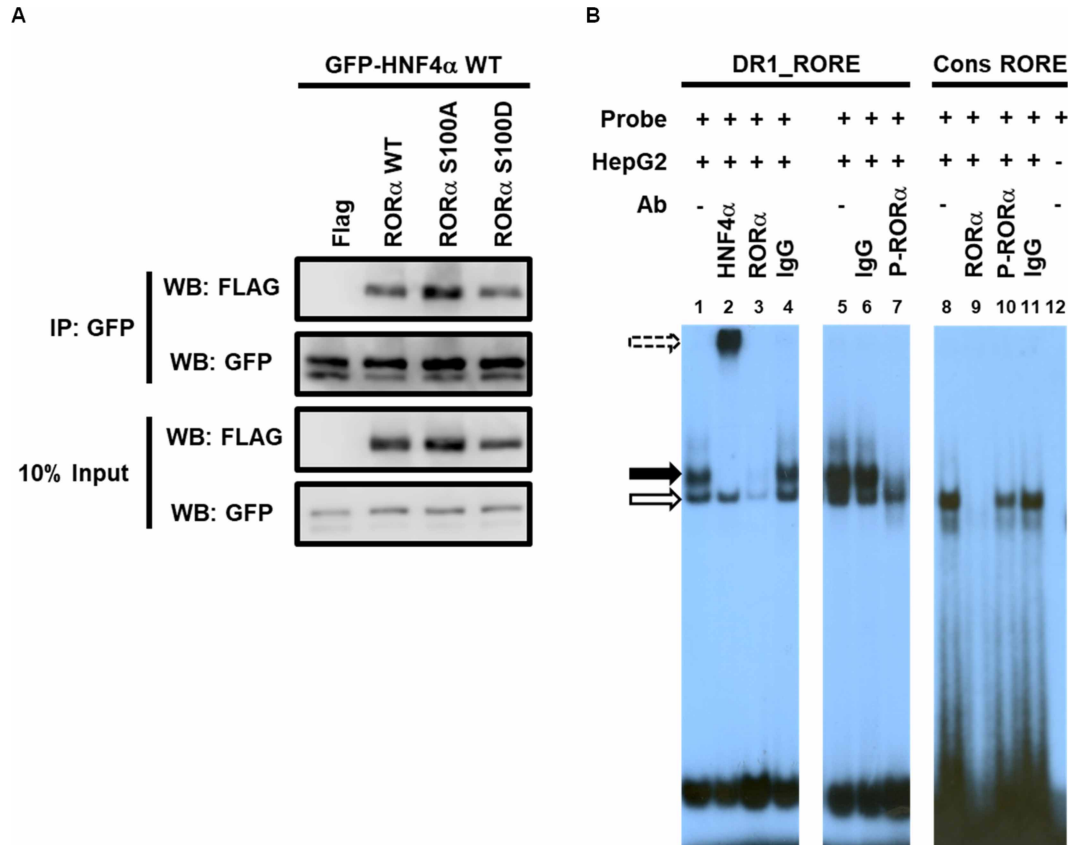 A
GFP-HNF4α WT
Flag
RORα WT
RORα S100A
RORα S100D
IP: GFP
WB: FLAG
WB: GFP
10% Input
WB: FLAG
WB: GFP
B
DR1_RORE Cons RORE
Probe + + + + + + + + + + + +
HepG2 + + + + + + + + + + + -
Ab - HNF4α RORα IgG - IgG P-RORα - RORα P-RORα IgG -
1 2 3 4 5 6 7 8 9 10 11 12